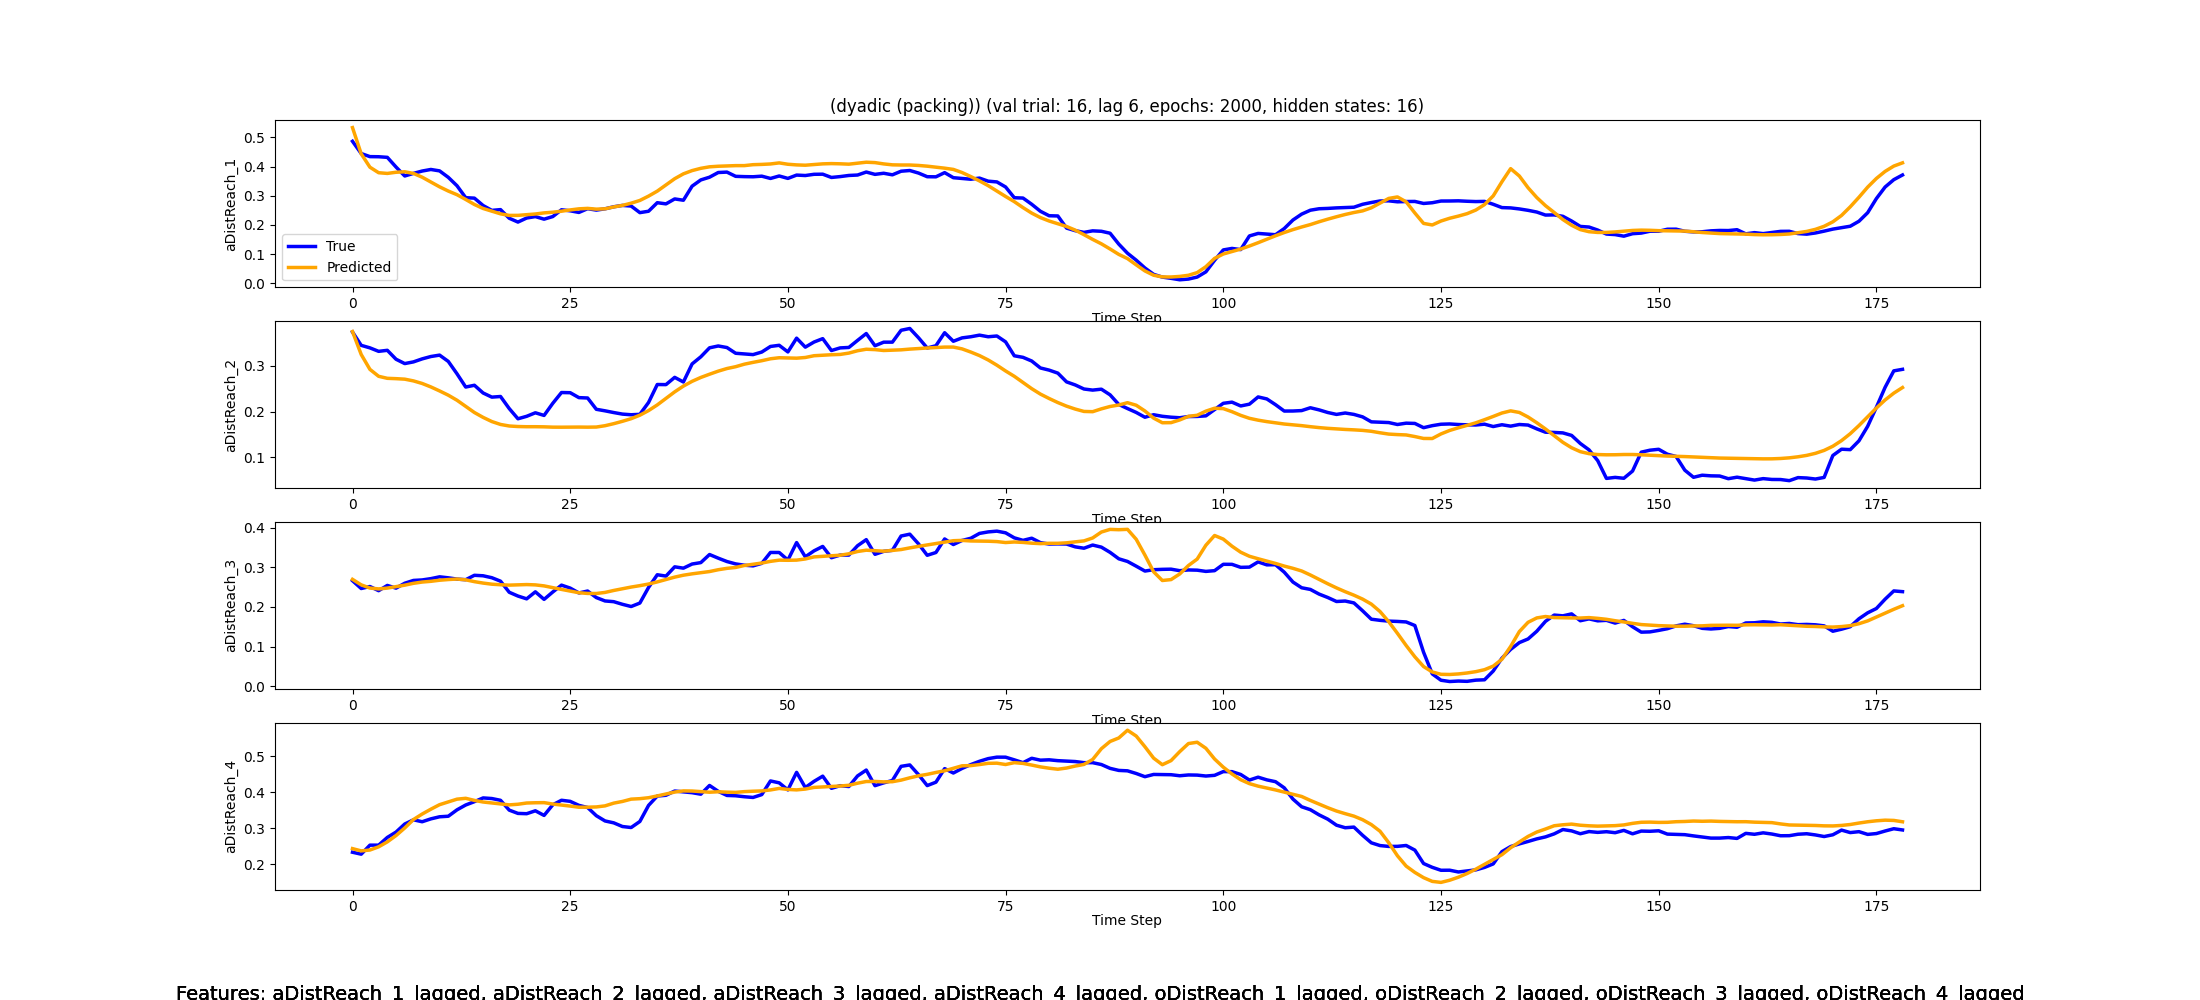 (dyadic (packing)) (val trial: 16, lag 6, epochs: 2000, hidden states: 16)
aDistReach_1
0.5
0.4
0.3
0.2
0.1
0.0
True
Predicted
0 25 50 75 100 125 150 175
Time Step
aDistReach_2
0.3
0.2
0.1
0 25 50 75 100 125 150 175
Time Step
aDistReach_3
0.4
0.3
0.2
0.1
0.0
0 25 50 75 100 125 150 175
Time Step
aDistReach_4
0.5
0.4
0.3
0.2
0 25 50 75 100 125 150 175
Time Step
Features: aDistReach_1_lagged, aDistReach_2_lagged, aDistReach_3_lagged, aDistReach_4_lagged, oDistReach_1_lagged, oDistReach_2_lagged, oDistReach_3_lagged, oDistReach_4_lagged